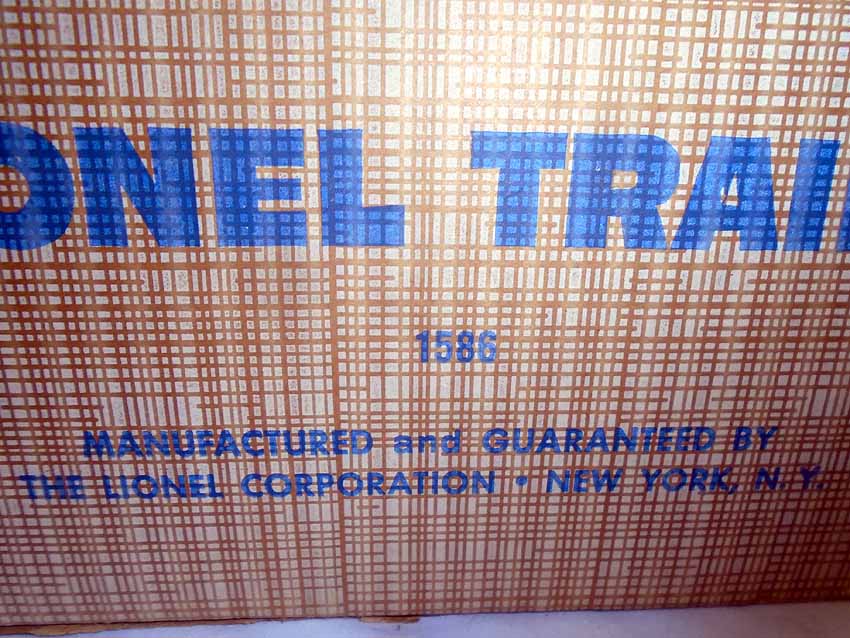 ONEL TRAI
1586
MANUFACTURED and GUARANTEED BY
THE LIONEL CORPORATION • NEW YORK, N. Y.